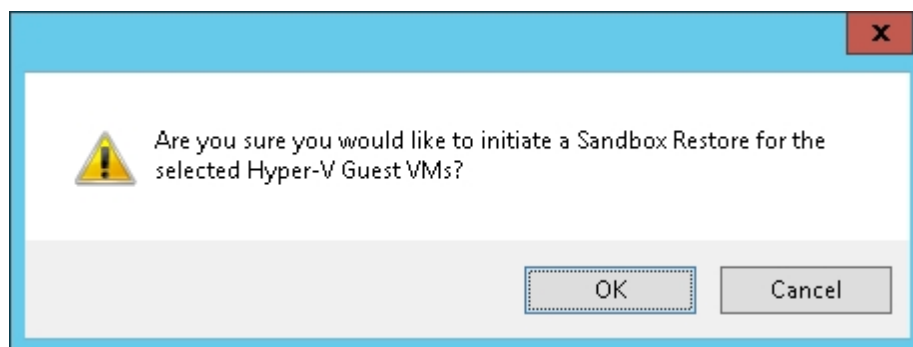 Are you sure you would like to initiate a Sandbox Restore for the
selected Hyper-V Guest VMs?
OK
Cancel